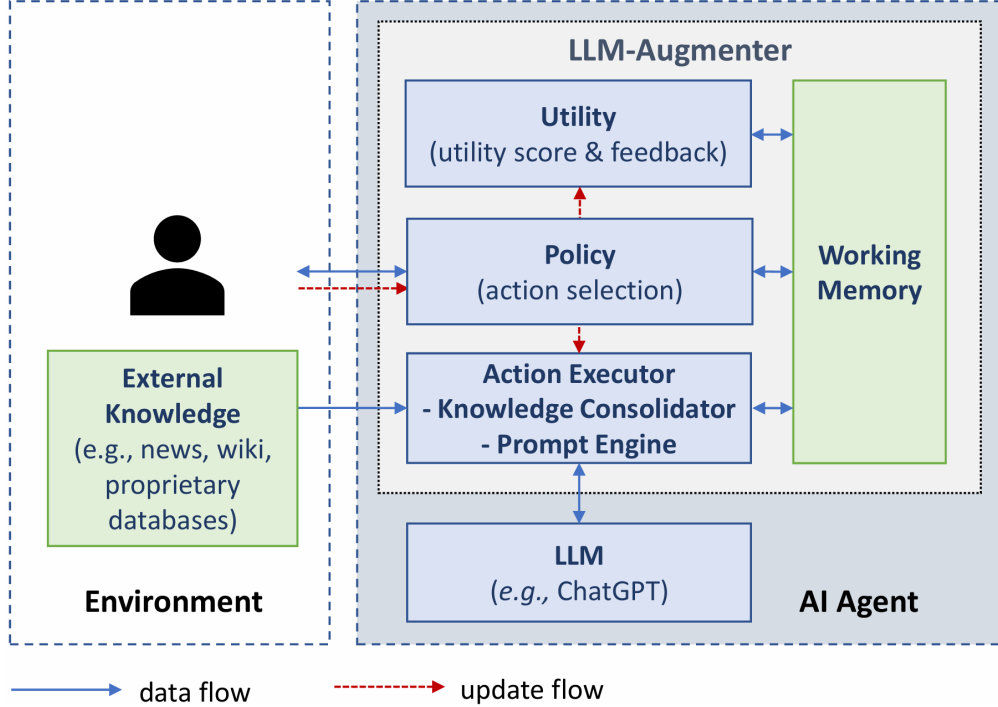 LLM-Augmenter
Utility
(utility score & feedback)
Policy
(action selection)
Working
Memory
External
Knowledge
(e.g., news, wiki,
proprietary
databases)
Action Executor
- Knowledge Consolidator
- Prompt Engine
LLM
(e.g., ChatGPT)
Environment
AI Agent
data flow
update flow